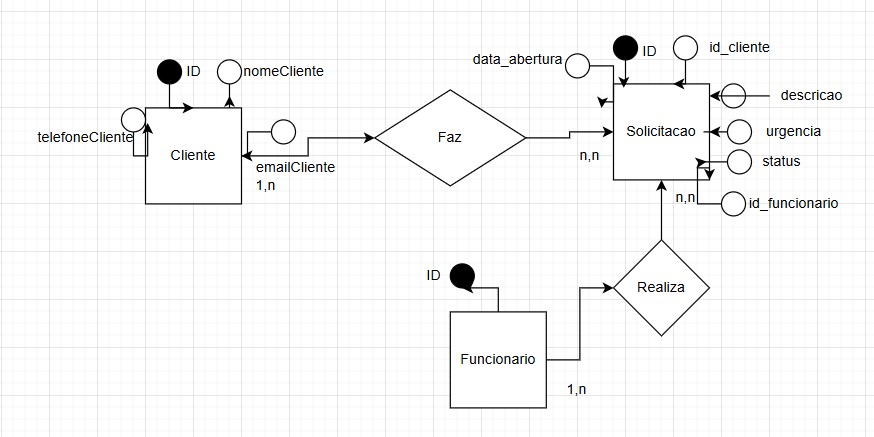 data_abertura
ID
id_cliente
ID
nomeCliente
descricao
telefoneCliente
Cliente
Faz
Solicitacao
urgencia
emailCliente
n,n
status
1,n
n,n
id_funcionario
ID
Realiza
Funcionario
1,n